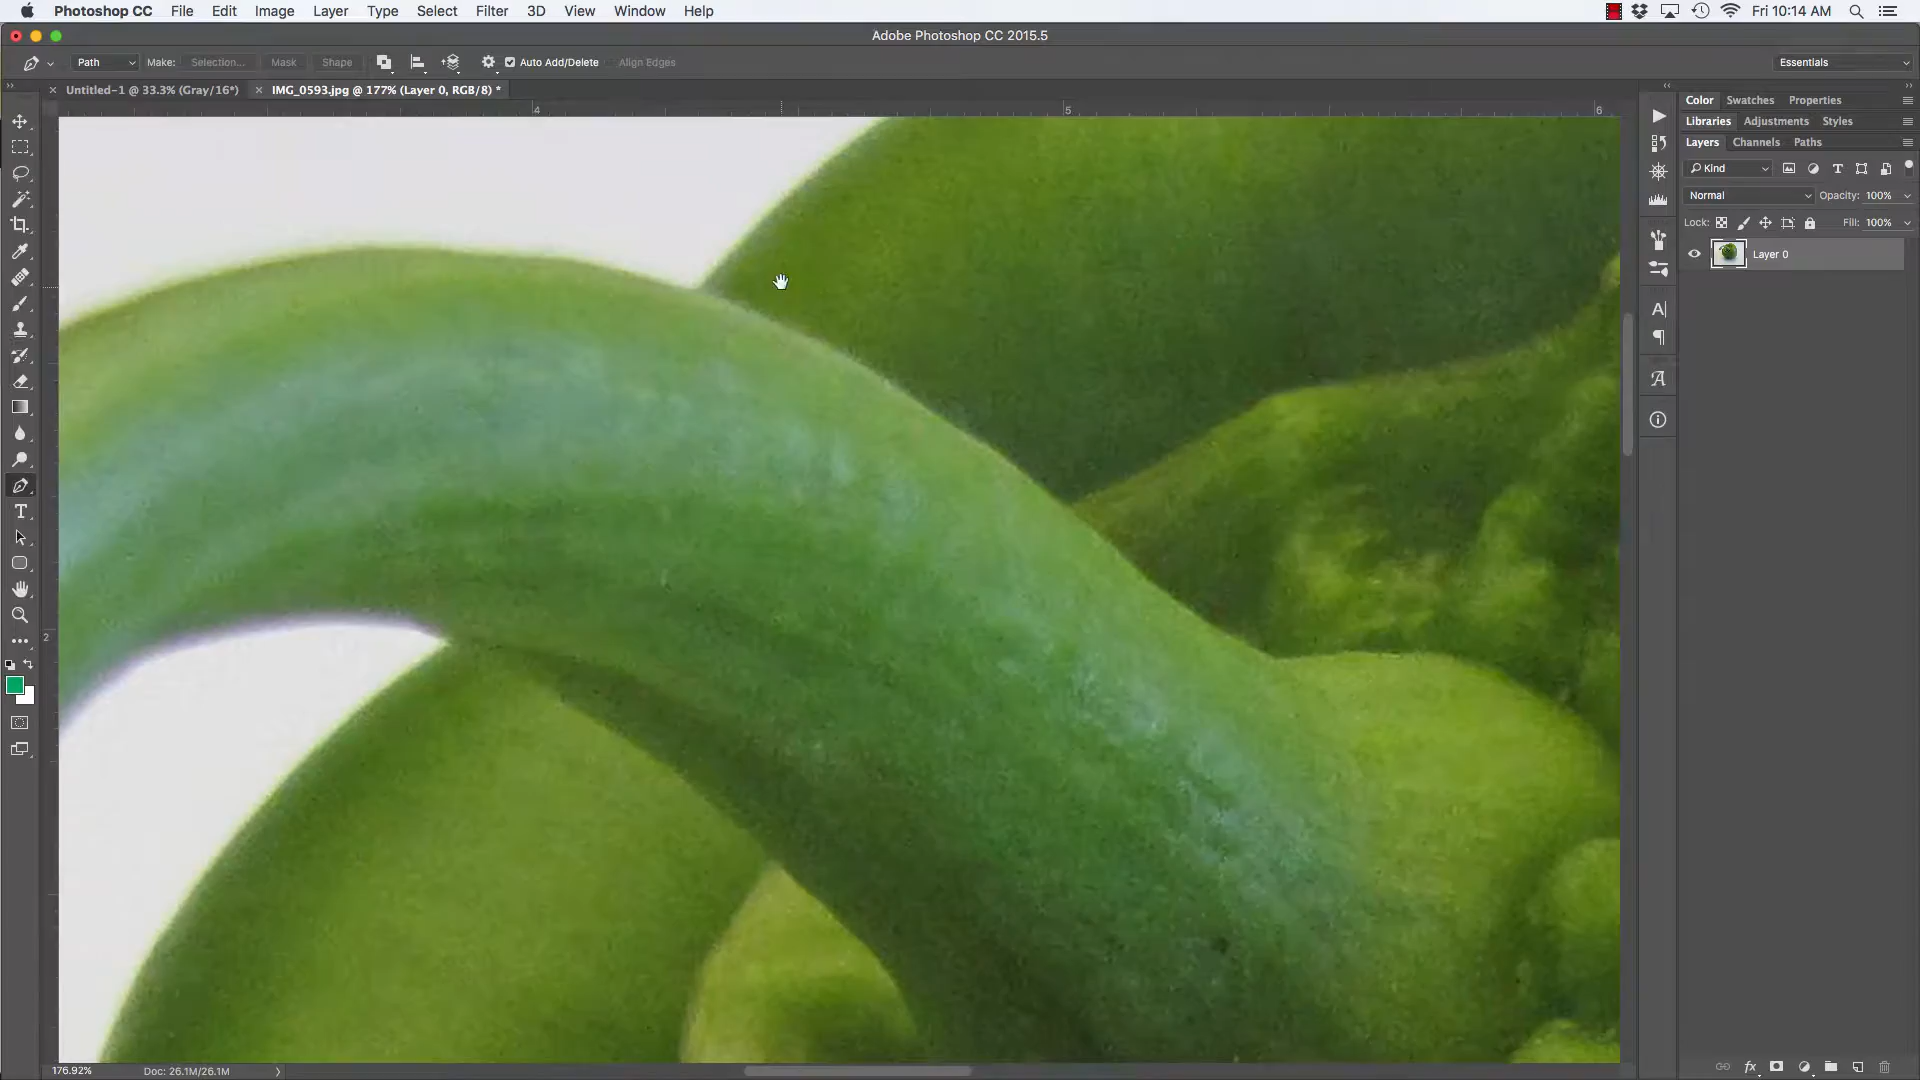 Photoshop CC File Edit Image Layer Type Select Filter 3D View Window Help Fri 10:14 AM
Adobe Photoshop CC 2015.5
Path Make: Selection... Mask Shape Auto Add/Delete Align Edges Essentials
Untitled-1 @ 33.3% (Gray/16*) IMG_0593.jpg @ 177% (Layer 0, RGB/8) *
4 5 6
Color Swatches Properties
Libraries Adjustments Styles
Layers Channels Paths
Kind
Normal Opacity: 100%
Lock: Fill: 100%
Layer 0
2
176.92% Doc: 26.1M/26.1M